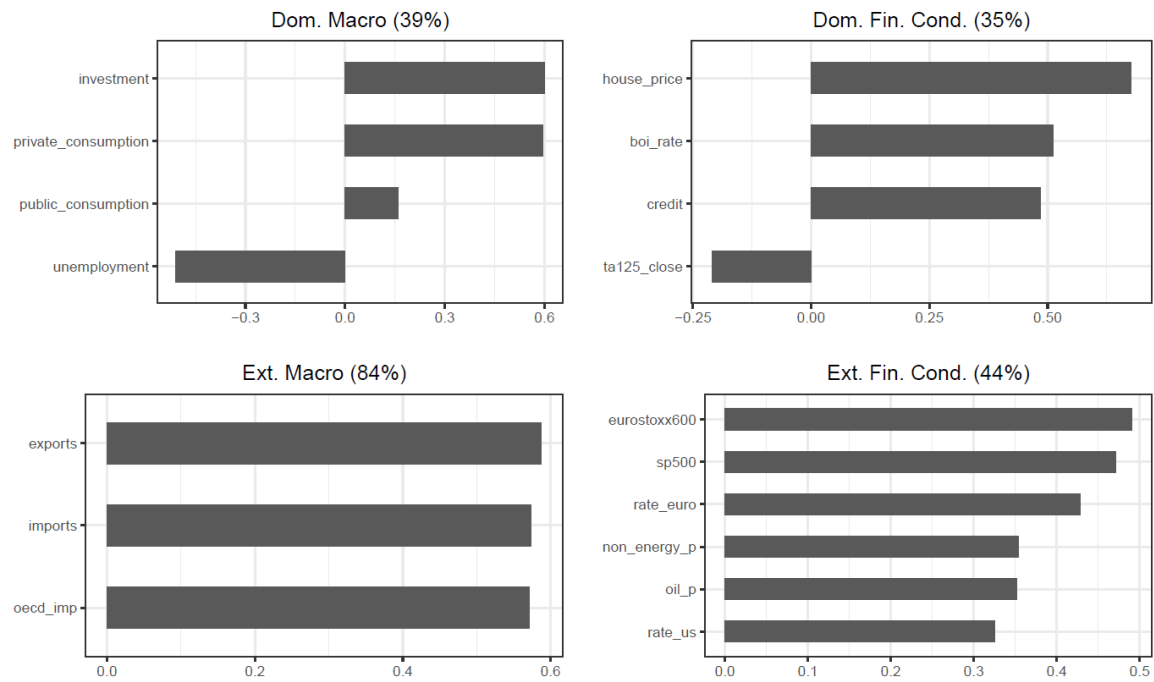 Dom. Macro (39%)
investment
private_consumption
public_consumption
unemployment
−0.3 0.0 0.3 0.6
Dom. Fin. Cond. (35%)
house_price
boi_rate
credit
ta125_close
−0.25 0.00 0.25 0.50
Ext. Macro (84%)
exports
imports
oecd_imp
0.0 0.2 0.4 0.6
Ext. Fin. Cond. (44%)
eurostoxx600
sp500
rate_euro
non_energy_p
oil_p
rate_us
0.0 0.1 0.2 0.3 0.4 0.5